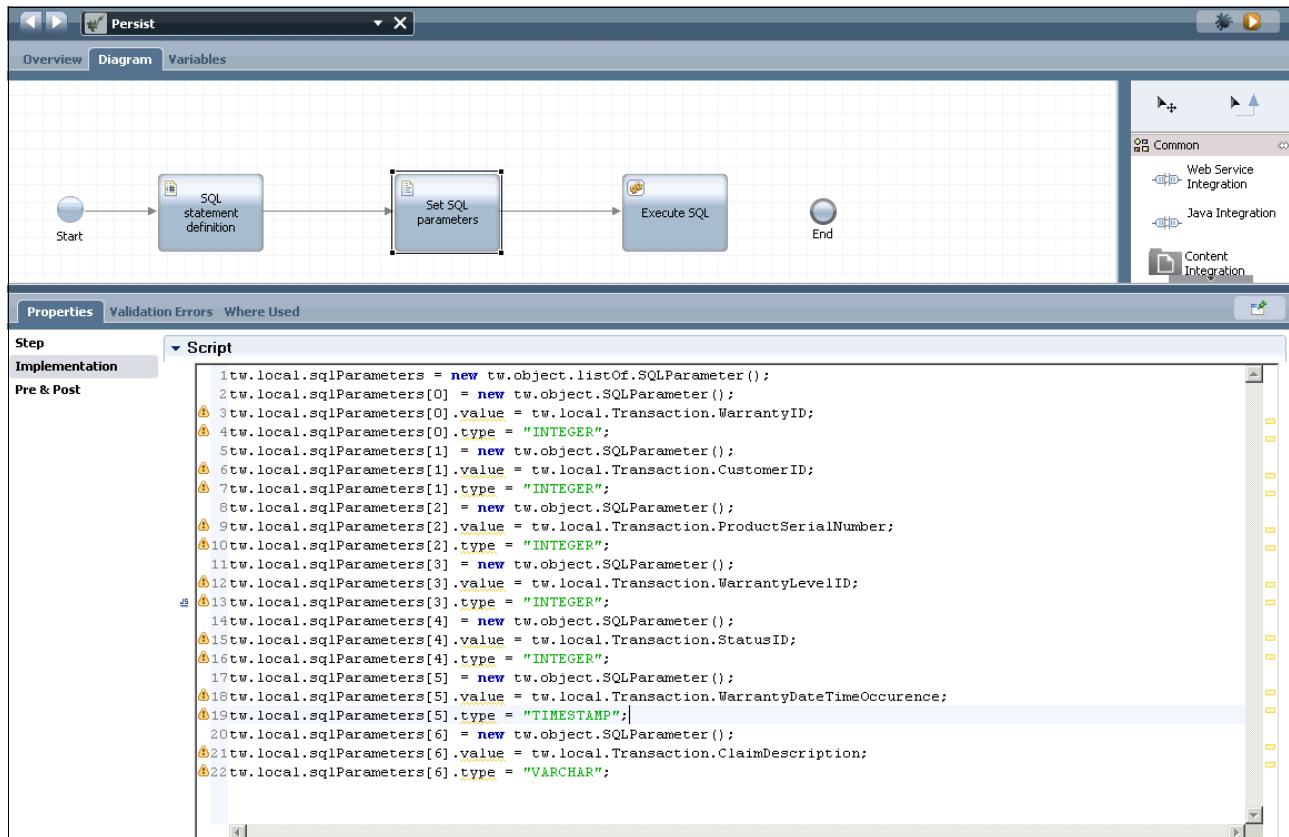 Persist
Overview Diagram Variables
Common
Web Service
Integration
Java Integration
Content
Integration
Start
SQL
statement
definition
Set SQL
parameters
Execute SQL
End
Properties Validation Errors Where Used
Step
Implementation
Pre & Post
Script
1tw.local.sqlParameters = new tw.object.listOf.SQLParameter();
2tw.local.sqlParameters[0] = new tw.object.SQLParameter();
3tw.local.sqlParameters[0].value = tw.local.Transaction.WarrantyID;
4tw.local.sqlParameters[0].type = "INTEGER";
5tw.local.sqlParameters[1] = new tw.object.SQLParameter();
6tw.local.sqlParameters[1].value = tw.local.Transaction.CustomerID;
7tw.local.sqlParameters[1].type = "INTEGER";
8tw.local.sqlParameters[2] = new tw.object.SQLParameter();
9tw.local.sqlParameters[2].value = tw.local.Transaction.ProductSerialNumber;
10tw.local.sqlParameters[2].type = "INTEGER";
11tw.local.sqlParameters[3] = new tw.object.SQLParameter();
12tw.local.sqlParameters[3].value = tw.local.Transaction.WarrantyLevelID;
13tw.local.sqlParameters[3].type = "INTEGER";
14tw.local.sqlParameters[4] = new tw.object.SQLParameter();
15tw.local.sqlParameters[4].value = tw.local.Transaction.StatusID;
16tw.local.sqlParameters[4].type = "INTEGER";
17tw.local.sqlParameters[5] = new tw.object.SQLParameter();
18tw.local.sqlParameters[5].value = tw.local.Transaction.WarrantyDateTimeOccurence;
19tw.local.sqlParameters[5].type = "TIMESTAMP";
20tw.local.sqlParameters[6] = new tw.object.SQLParameter();
21tw.local.sqlParameters[6].value = tw.local.Transaction.ClaimDescription;
22tw.local.sqlParameters[6].type = "VARCHAR";